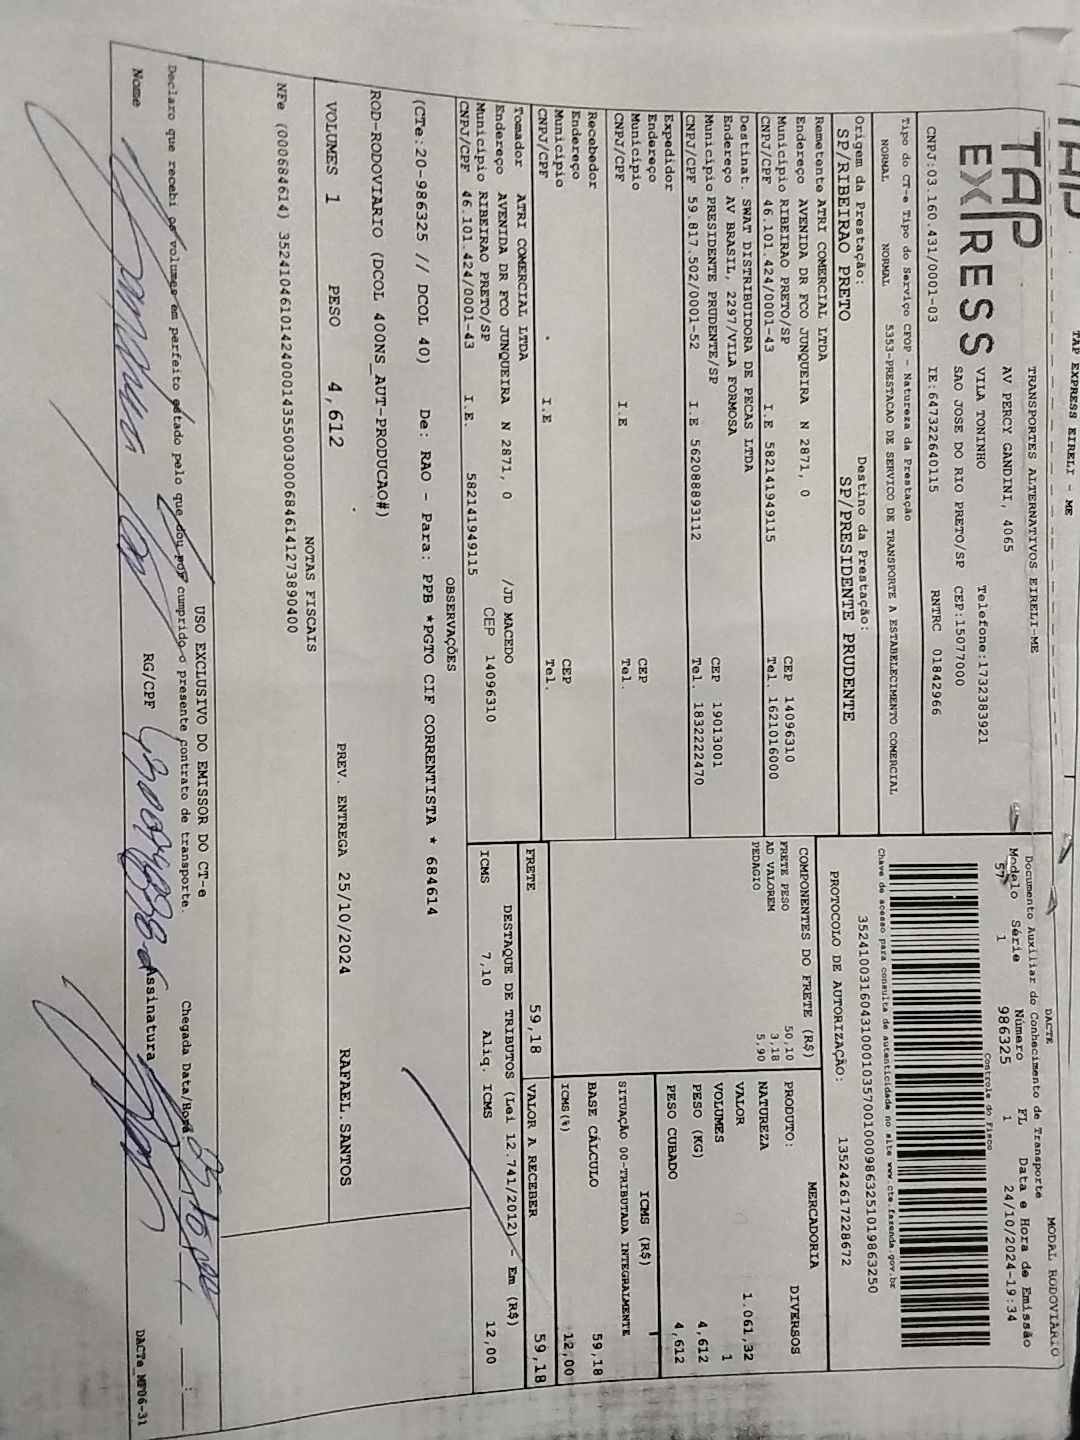 TAP EXPRESS EIRELI - ME
TAP
EXPRESS
TRANSPORTES ALTERNATIVOS EIRELI-ME
AV PERCY GANDINI, 4065
VILA TONINHO Telefone:1732383921
SAO JOSE DO RIO PRETO/SP CEP:15077000
CNPJ:03.160.431/0001-03 IE:647322640115 RNTRC 01842966
DACTE MODAL RODOVIÁRIO
Documento Auxiliar do Conhecimento de Transporte
Modelo Série Número FL Data e Hora de Emissão
57 1 986325 1 24/10/2024-19:34
Controle do Fisco
Chave de acesso para consulta de autenticidade no site www.cte.fazenda.gov.br
35241003160431000103570010009863251019863250
PROTOCOLO DE AUTORIZAÇÃO: 135242617228672
Tipo do CT-e Tipo do Serviço CFOP - Natureza da Prestação
NORMAL NORMAL 5353-PRESTACAO DE SERVICO DE TRANSPORTE A ESTABELECIMENTO COMERCIAL
Origem da Prestação: Destino da Prestação:
SP/RIBEIRAO PRETO SP/PRESIDENTE PRUDENTE
Remetente ATRI COMERCIAL LTDA
Endereço AVENIDA DR FCO JUNQUEIRA N 2871, 0
Município RIBEIRAO PRETO/SP CEP 14096310
CNPJ/CPF 46.101.424/0001-43 I.E 582141949115 Tel. 1621016000
Destinat. SWAT DISTRIBUIDORA DE PECAS LTDA
Endereço AV BRASIL, 2297/VILA FORMOSA
Município PRESIDENTE PRUDENTE/SP CEP 19013001
CNPJ/CPF 59.817.502/0001-52 I.E 562088893112 Tel. 1832222470
Expedidor
Endereço
Município CEP
CNPJ/CPF I.E Tel.
Recebedor
Endereço
Município CEP
CNPJ/CPF I.E Tel.
Tomador ATRI COMERCIAL LTDA
Endereço AVENIDA DR FCO JUNQUEIRA N 2871, 0 /JD MACEDO
Município RIBEIRAO PRETO/SP CEP 14096310
CNPJ/CPF 46.101.424/0001-43 I.E. 582141949115
COMPONENTES DO FRETE (R$)
FRETE PESO 50,10
AD VALOREM 3,18
PEDAGIO 5,90
MERCADORIA
PRODUTO: DIVERSOS
NATUREZA
VALOR 1.061,32
VOLUMES 1
PESO (KG) 4,612
PESO CUBADO 4,612
ICMS (R$)
SITUAÇÃO 00-TRIBUTADA INTEGRALMENTE
BASE CÁLCULO 59,18
ICMS(%) 12,00
FRETE 59,18 VALOR A RECEBER 59,18
DESTAQUE DE TRIBUTOS (Lei 12.741/2012) - Em (R$)
ICMS 7,10 Aliq. ICMS 12,00
OBSERVAÇÕES
(CTe:20-986325 // DCOL 40) De: RAO - Para: PPB *PGTO CIF CORRENTISTA * 684614
ROD-RODOVIARIO (DCOL 400NS_AUT-PRODUCAO#)
VOLUMES 1 PESO 4,612 PREV. ENTREGA 25/10/2024 RAFAEL.SANTOS
NOTAS FISCAIS
NFe (000684614) 35241046101424000143550030006846141273890400
USO EXCLUSIVO DO EMISSOR DO CT-e
Declaro que recebi os volumes em perfeito estado pelo que dou por cumprido o presente contrato de transporte.
Chegada Data/Hora
Nome RG/CPF Assinatura
DACTe_MF06-31